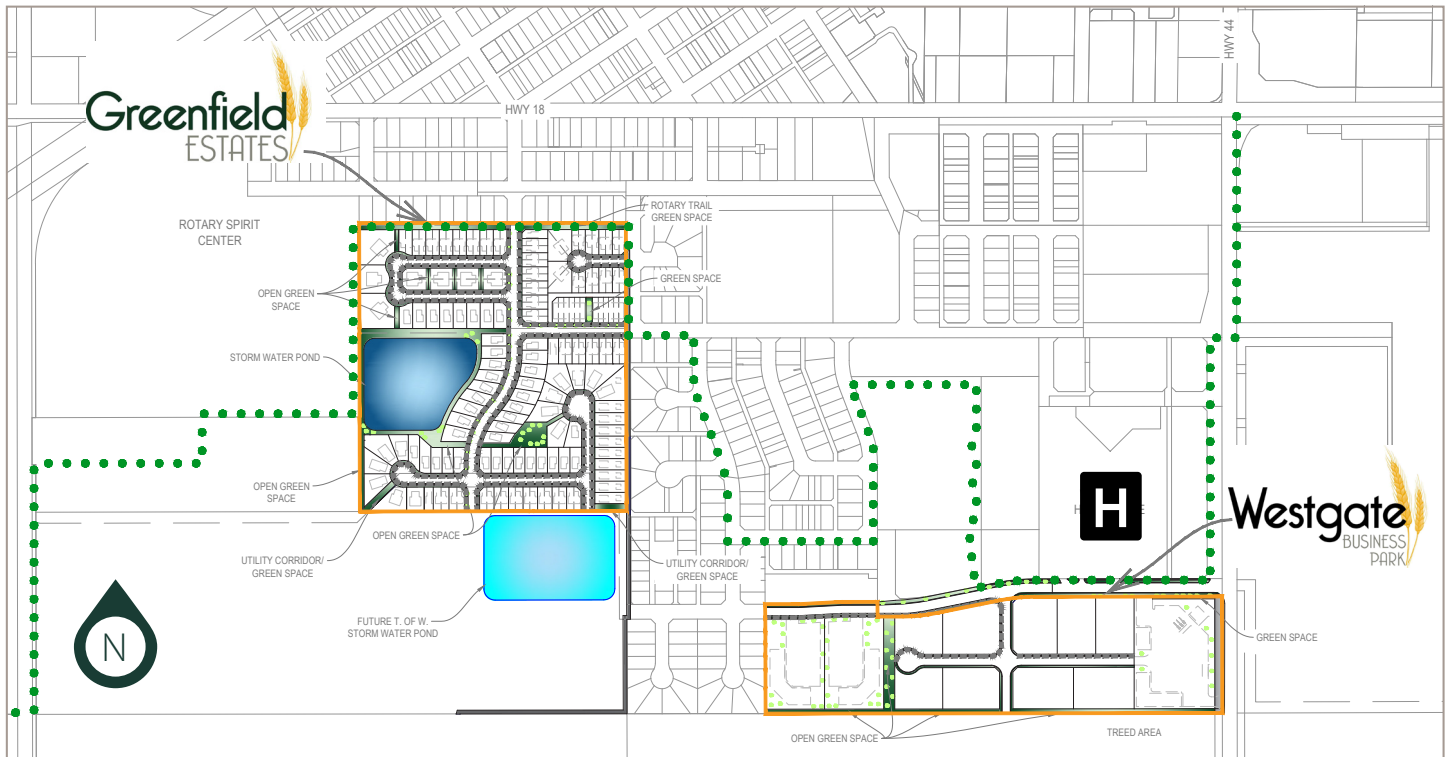 HWY 44
HWY 18
Greenfield
ESTATES
ROTARY TRAIL
GREEN SPACE
ROTARY SPIRIT
CENTER
GREEN SPACE
OPEN GREEN
SPACE
STORM WATER POND
OPEN GREEN
SPACE
OPEN GREEN SPACE
UTILITY CORRIDOR/
GREEN SPACE
UTILITY CORRIDOR/
GREEN SPACE
FUTURE T. OF W.
STORM WATER POND
N
H
Westgate
BUSINESS
PARK
GREEN SPACE
OPEN GREEN SPACE
TREED AREA